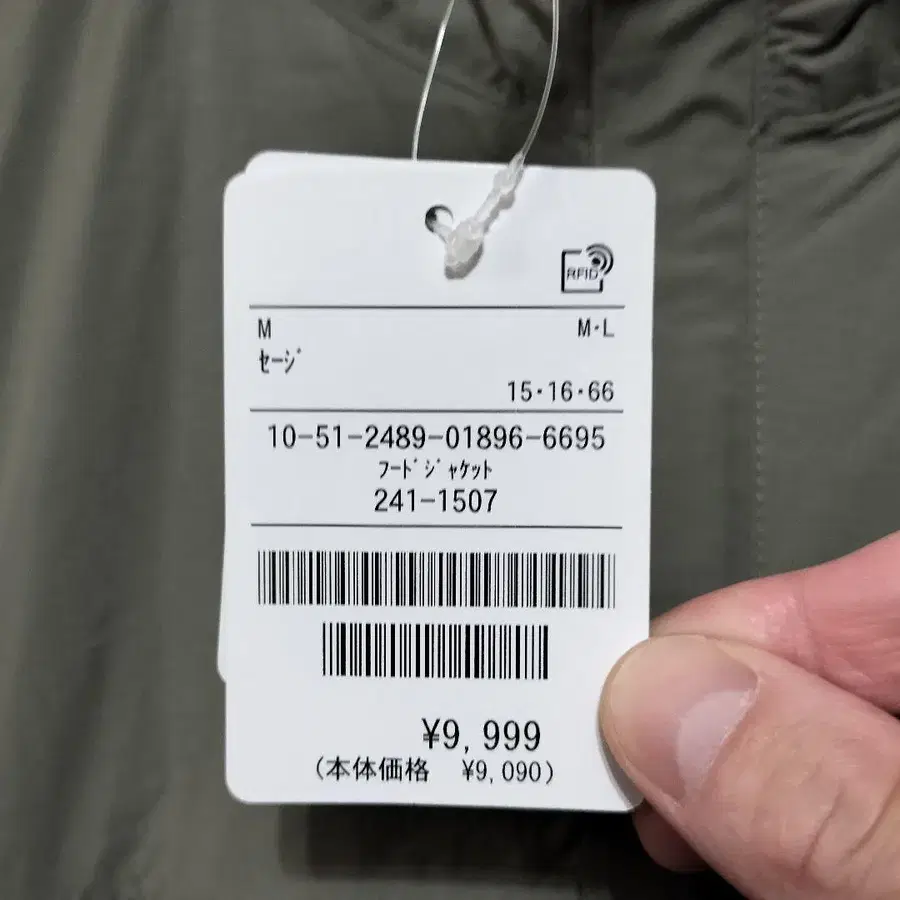 RFID
M M・L
ｾｰｼﾞ
15・16・66
10-51-2489-01896-6695
ﾌｰﾄﾞｼﾞｬｹｯﾄ
241-1507
¥9,999
(本体価格 ¥9,090)